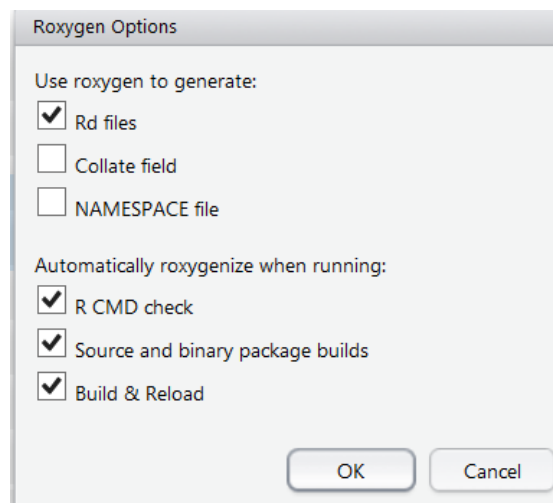 Roxygen Options
Use roxygen to generate:
Rd files
Collate field
NAMESPACE file
Automatically roxygenize when running:
R CMD check
Source and binary package builds
Build & Reload
OK
Cancel